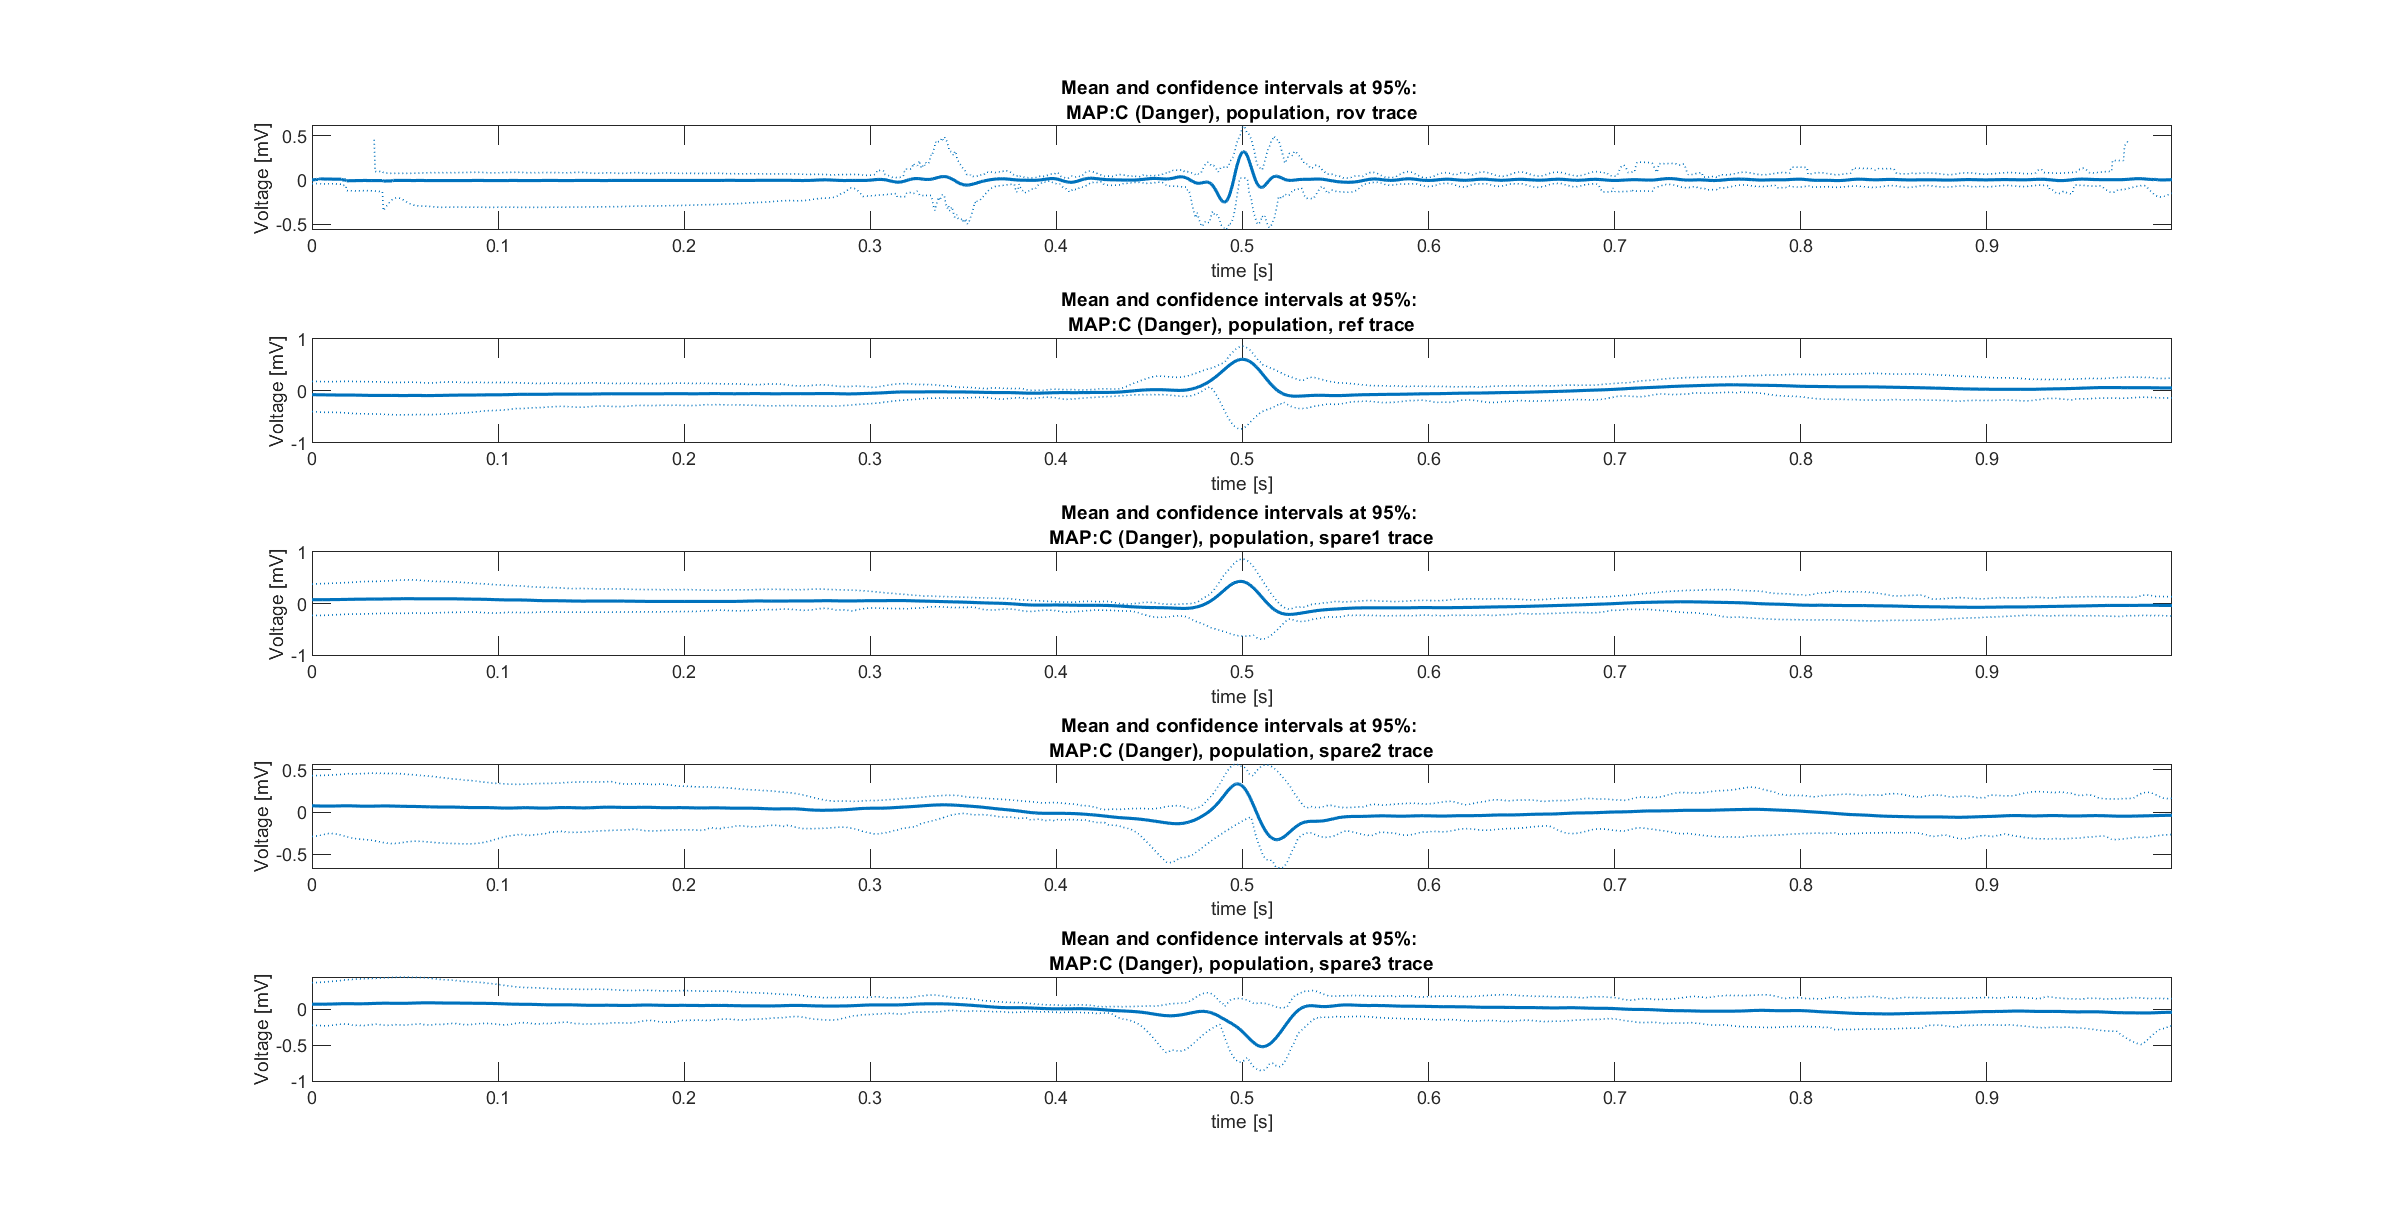 Mean and confidence intervals at 95%:
MAP:C (Danger), population, rov trace
Voltage [mV]
0.5
0
-0.5
0 0.1 0.2 0.3 0.4 0.5 0.6 0.7 0.8 0.9
time [s]
Mean and confidence intervals at 95%:
MAP:C (Danger), population, ref trace
Voltage [mV]
1
0
-1
0 0.1 0.2 0.3 0.4 0.5 0.6 0.7 0.8 0.9
time [s]
Mean and confidence intervals at 95%:
MAP:C (Danger), population, spare1 trace
Voltage [mV]
1
0
-1
0 0.1 0.2 0.3 0.4 0.5 0.6 0.7 0.8 0.9
time [s]
Mean and confidence intervals at 95%:
MAP:C (Danger), population, spare2 trace
Voltage [mV]
0.5
0
-0.5
0 0.1 0.2 0.3 0.4 0.5 0.6 0.7 0.8 0.9
time [s]
Mean and confidence intervals at 95%:
MAP:C (Danger), population, spare3 trace
Voltage [mV]
0
-0.5
-1
0 0.1 0.2 0.3 0.4 0.5 0.6 0.7 0.8 0.9
time [s]